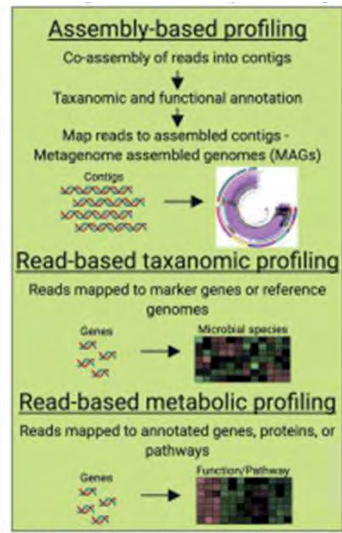 Assembly-based profiling
Co-assembly of reads into contigs
Taxanomic and functional annotation
Map reads to assembled contigs -
Metagenome assembled genomes (MAGs)
Contigs
Read-based taxanomic profiling
Reads mapped to marker genes or reference
genomes
Genes
Microbial species
Read-based metabolic profiling
Reads mapped to annotated genes, proteins, or
pathways
Genes
Function/Pathway